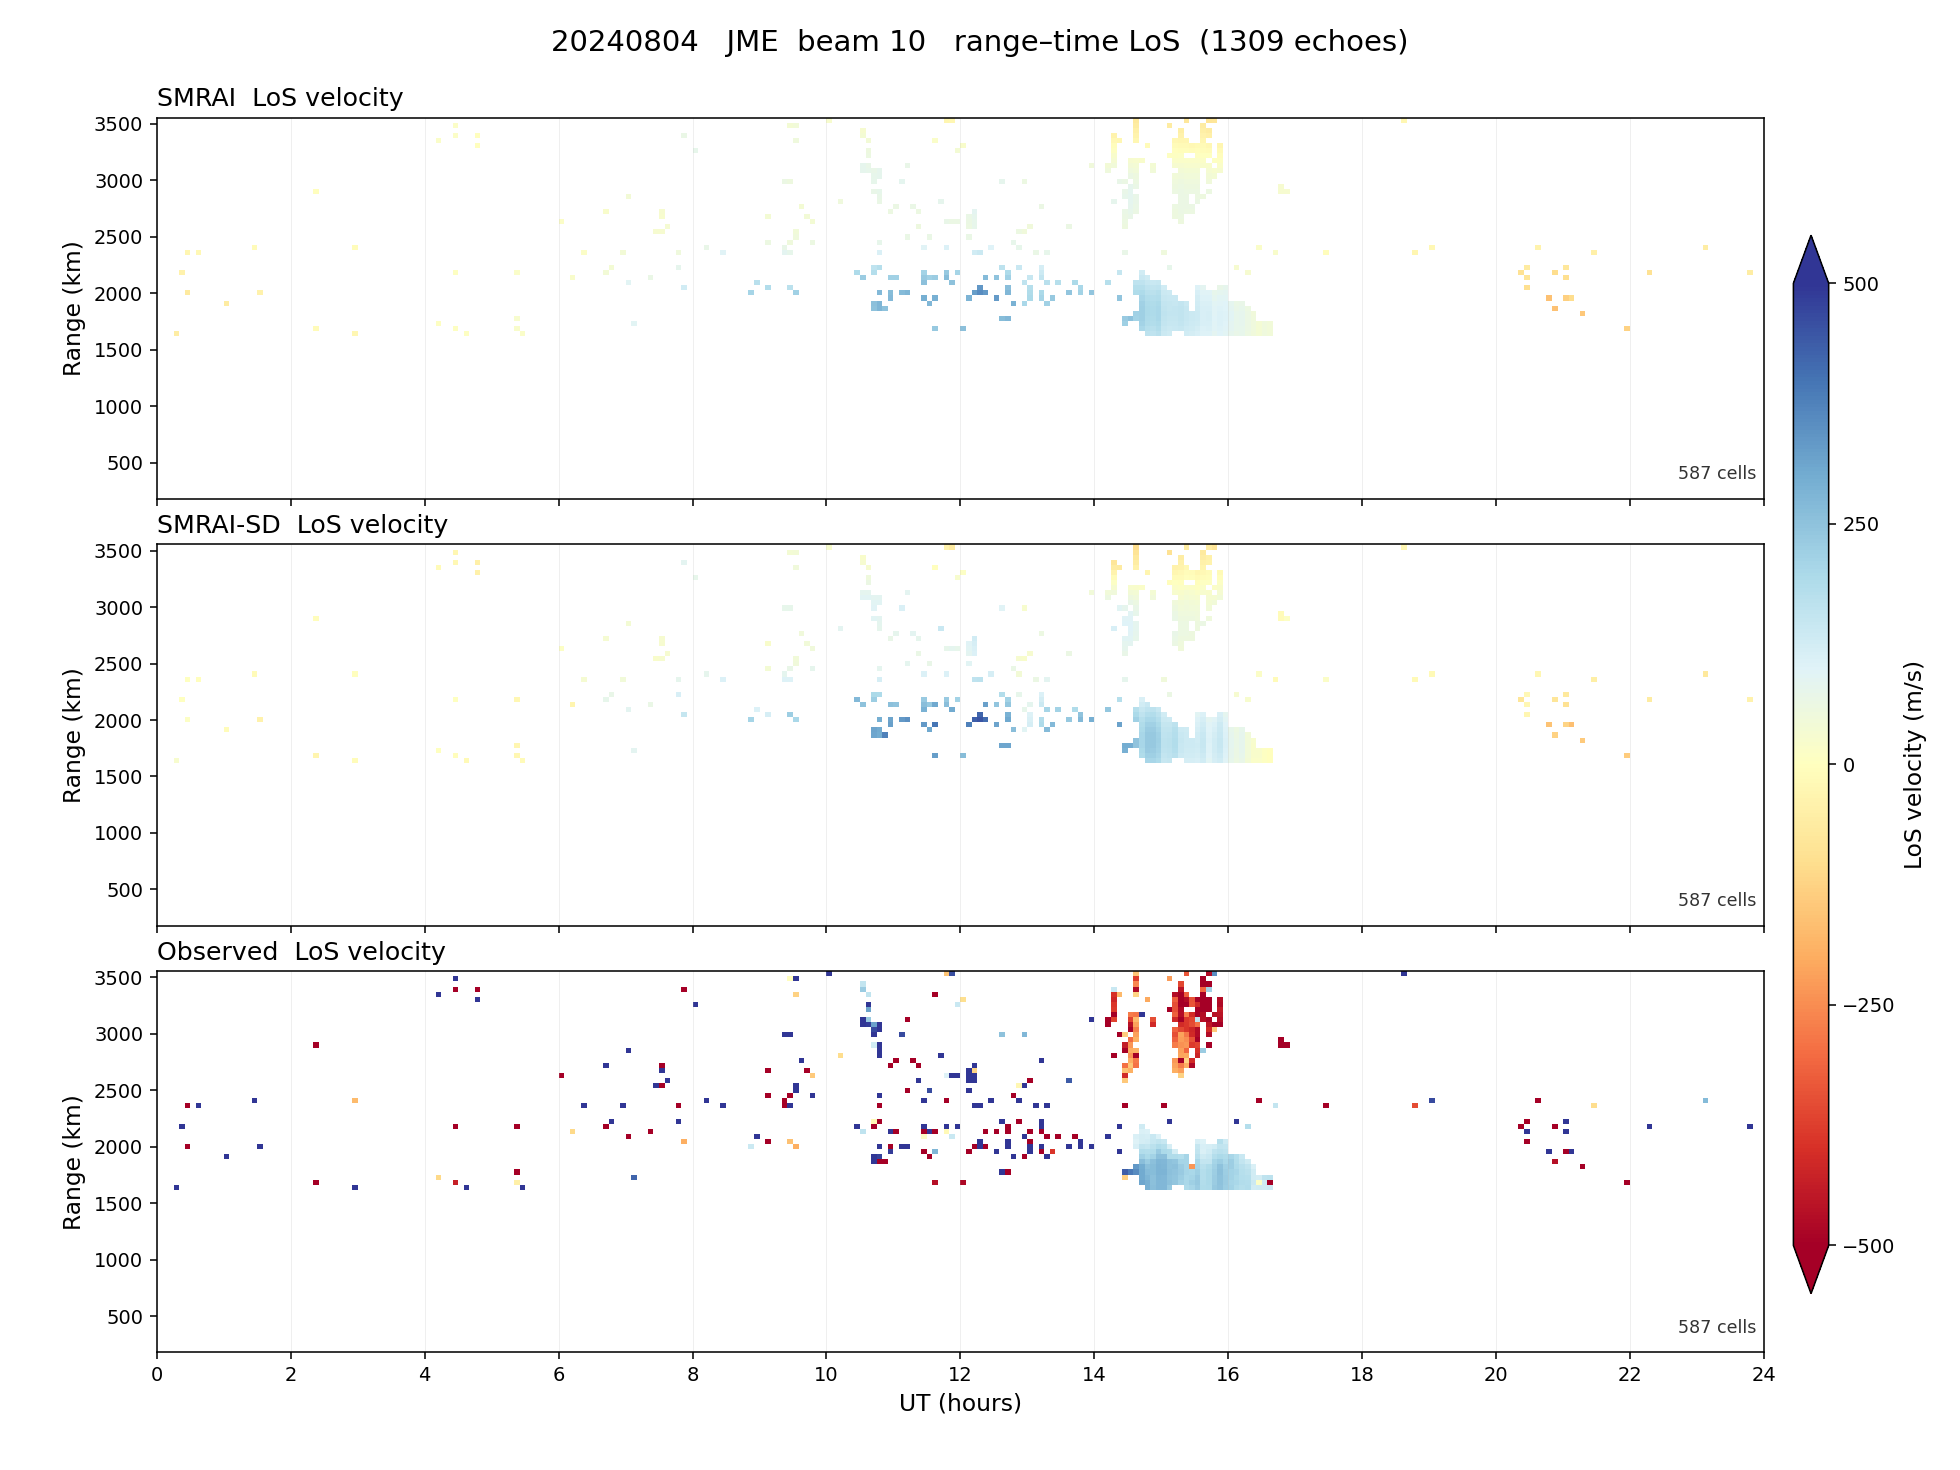 20240804   JME  beam 10   range–time LoS  (1309 echoes)
SMRAI  LoS velocity
3500
3000
2500
2000
1500
1000
500
Range (km)
587 cells
SMRAI-SD  LoS velocity
3500
3000
2500
2000
1500
1000
500
Range (km)
587 cells
Observed  LoS velocity
3500
3000
2500
2000
1500
1000
500
Range (km)
587 cells
0 2 4 6 8 10 12 14 16 18 20 22 24
UT (hours)
500
250
0
−250
−500
LoS velocity (m/s)